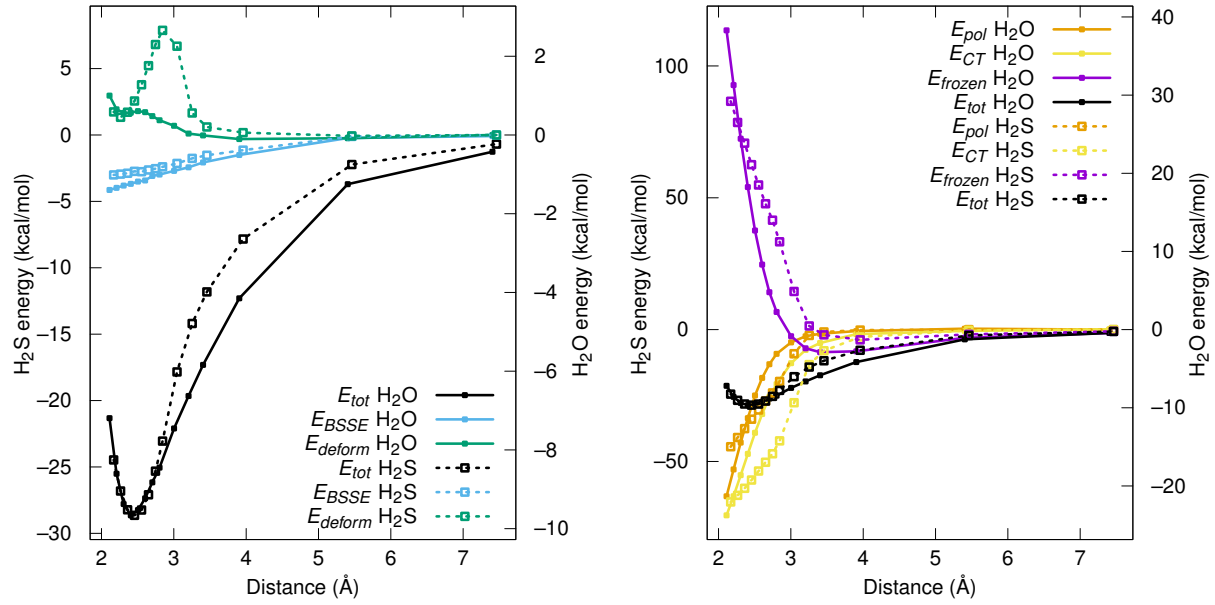 H2S energy (kcal/mol)
5
0
−5
−10
−15
−20
−25
−30
2
3
4
5
6
7
Distance (Å)
2
0
−2
−4
−6
−8
−10
H2O energy (kcal/mol)
Etot H2O
EBSSE H2O
Edeform H2O
Etot H2S
EBSSE H2S
Edeform H2S
H2S energy (kcal/mol)
100
50
0
−50
2
3
4
5
6
7
Distance (Å)
40
30
20
10
0
−10
−20
H2O energy (kcal/mol)
Epol H2O
ECT H2O
Efrozen H2O
Etot H2O
Epol H2S
ECT H2S
Efrozen H2S
Etot H2S